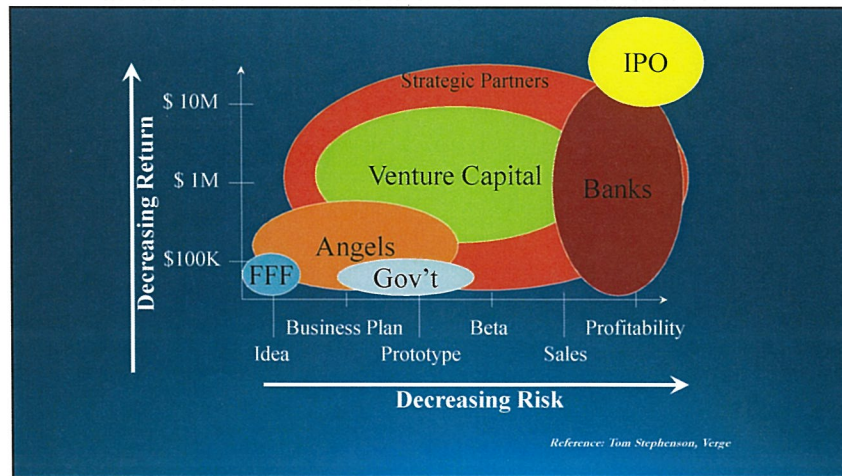 IPO
Strategic Partners
$ 10M
Venture Capital
$ 1M
Banks
Angels
$100K
FFF
Gov't
Decreasing Return
Business Plan
Beta
Profitability
Idea
Prototype
Sales
Decreasing Risk
Reference: Tom Stephenson, Verge